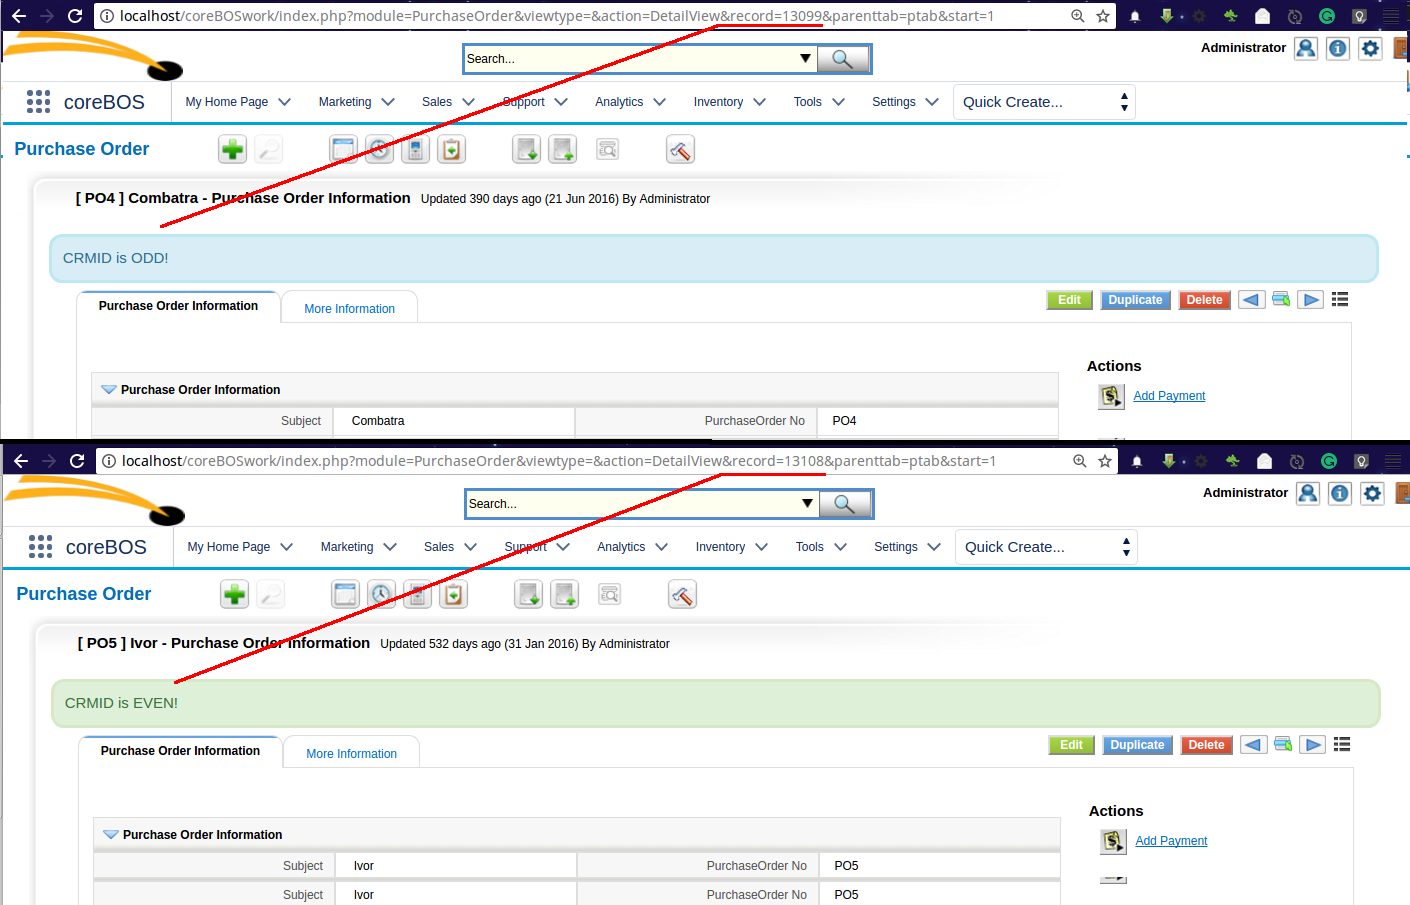 localhost/coreBOSwork/index.php?module=PurchaseOrder&viewtype=&action=DetailView&record=13099&parenttab=ptab&start=1
Search...
Administrator
coreBOS My Home Page Marketing Sales Support Analytics Inventory Tools Settings Quick Create...
Purchase Order
[ PO4 ] Combatra - Purchase Order Information Updated 390 days ago (21 Jun 2016) By Administrator
CRMID is ODD!
Purchase Order Information More Information Edit Duplicate Delete
Actions
Purchase Order Information
Add Payment
Subject Combatra PurchaseOrder No PO4
localhost/coreBOSwork/index.php?module=PurchaseOrder&viewtype=&action=DetailView&record=13108&parenttab=ptab&start=1
Search...
Administrator
coreBOS My Home Page Marketing Sales Support Analytics Inventory Tools Settings Quick Create...
Purchase Order
[ PO5 ] Ivor - Purchase Order Information Updated 532 days ago (31 Jan 2016) By Administrator
CRMID is EVEN!
Purchase Order Information More Information Edit Duplicate Delete
Actions
Purchase Order Information
Add Payment
Subject Ivor PurchaseOrder No PO5
Subject Ivor PurchaseOrder No PO5